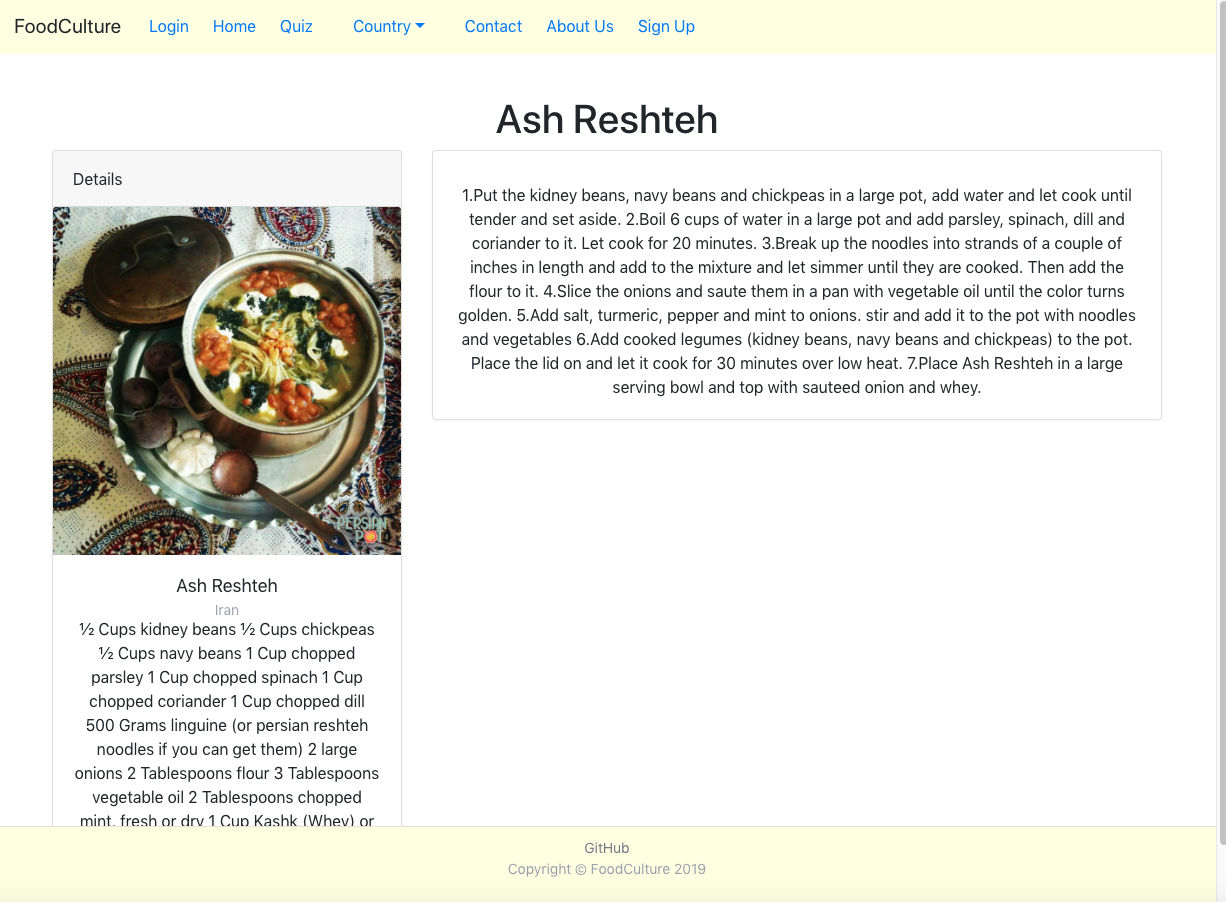 FoodCulture Login Home Quiz Country Contact About Us Sign Up
Ash Reshteh
Details
PERSIAN
POT
Ash Reshteh
Iran
½ Cups kidney beans ½ Cups chickpeas
½ Cups navy beans 1 Cup chopped
parsley 1 Cup chopped spinach 1 Cup
chopped coriander 1 Cup chopped dill
500 Grams linguine (or persian reshteh
noodles if you can get them) 2 large
onions 2 Tablespoons flour 3 Tablespoons
vegetable oil 2 Tablespoons chopped
mint, fresh or dry 1 Cup Kashk (Whey) or
1.Put the kidney beans, navy beans and chickpeas in a large pot, add water and let cook until
tender and set aside. 2.Boil 6 cups of water in a large pot and add parsley, spinach, dill and
coriander to it. Let cook for 20 minutes. 3.Break up the noodles into strands of a couple of
inches in length and add to the mixture and let simmer until they are cooked. Then add the
flour to it. 4.Slice the onions and saute them in a pan with vegetable oil until the color turns
golden. 5.Add salt, turmeric, pepper and mint to onions. stir and add it to the pot with noodles
and vegetables 6.Add cooked legumes (kidney beans, navy beans and chickpeas) to the pot.
Place the lid on and let it cook for 30 minutes over low heat. 7.Place Ash Reshteh in a large
serving bowl and top with sauteed onion and whey.
GitHub
Copyright © FoodCulture 2019